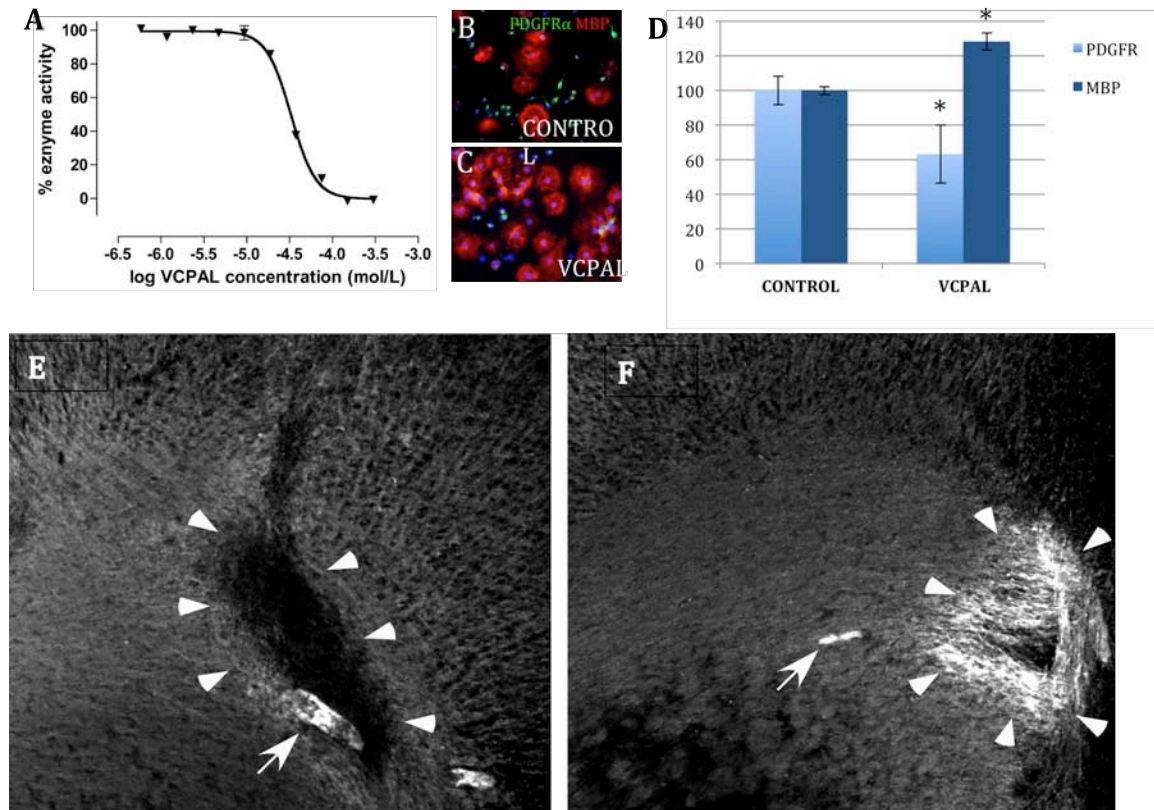 A
100
80
60
40
20
0
% eznyme activity
-6.5 -6.0 -5.5 -5.0 -4.5 -4.0 -3.5 -3.0
log VCPAL concentration (mol/L)
B
PDGFRα MBP
CONTRO
L
C
VCPAL
D
140
120
100
80
60
40
20
0
*
*
CONTROL VCPAL
PDGFR
MBP
E
F